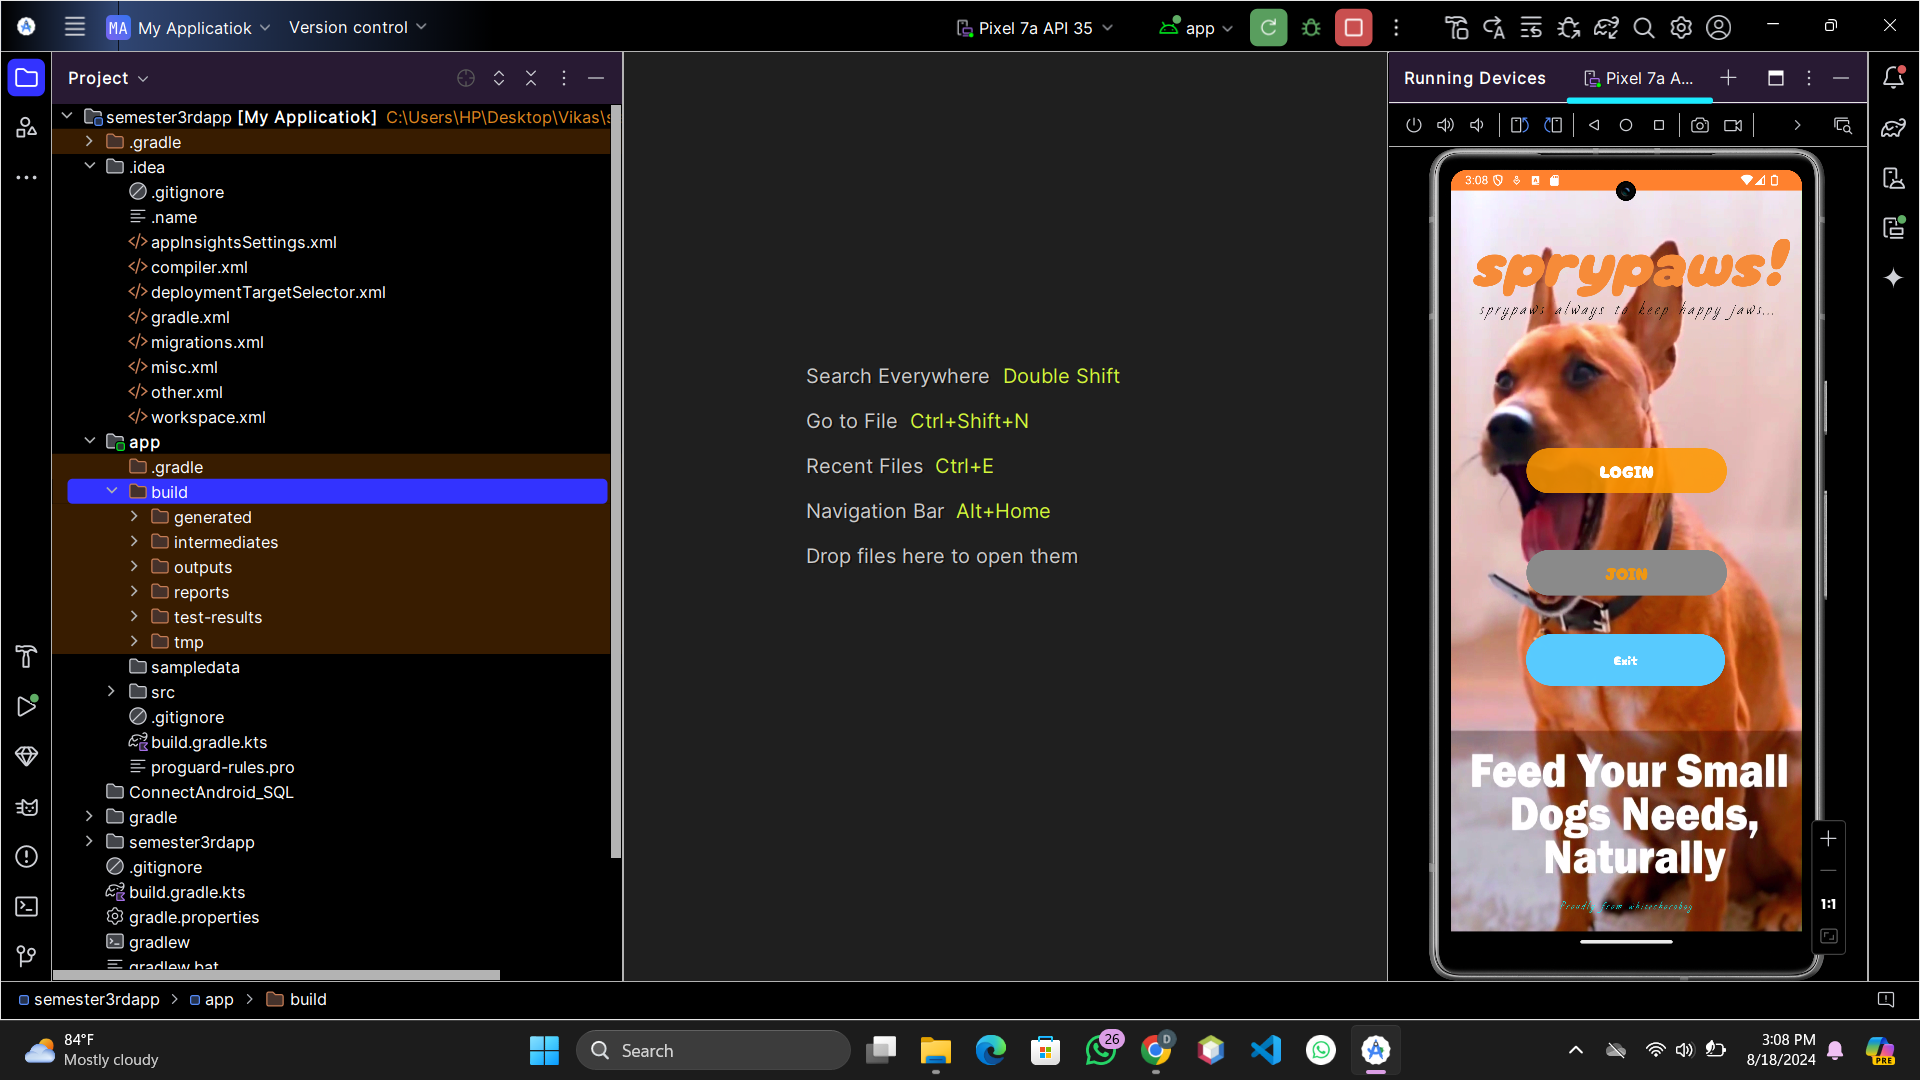 MA My Applicatiok
Version control
Pixel 7a API 35
app
Project
semester3rdapp [My Applicatiok] C:\Users\HP\Desktop\Vikas\s
.gradle
.idea
.gitignore
.name
appInsightsSettings.xml
compiler.xml
deploymentTargetSelector.xml
gradle.xml
migrations.xml
misc.xml
other.xml
workspace.xml
app
.gradle
build
generated
intermediates
outputs
reports
test-results
tmp
sampledata
src
.gitignore
build.gradle.kts
proguard-rules.pro
ConnectAndroid_SQL
gradle
semester3rdapp
.gitignore
build.gradle.kts
gradle.properties
gradlew
gradlew.bat
Search Everywhere Double Shift
Go to File Ctrl+Shift+N
Recent Files Ctrl+E
Navigation Bar Alt+Home
Drop files here to open them
Running Devices
Pixel 7a A...
3:08
sprypaws!
sprypaws always to keep happy jaws...
LOGIN
JOIN
Exit
Feed Your Small
Dogs Needs,
Naturally
Proudly from
1:1
semester3rdapp > app > build
84°F
Mostly cloudy
Search
26
D
3:08 PM
8/18/2024
PRE